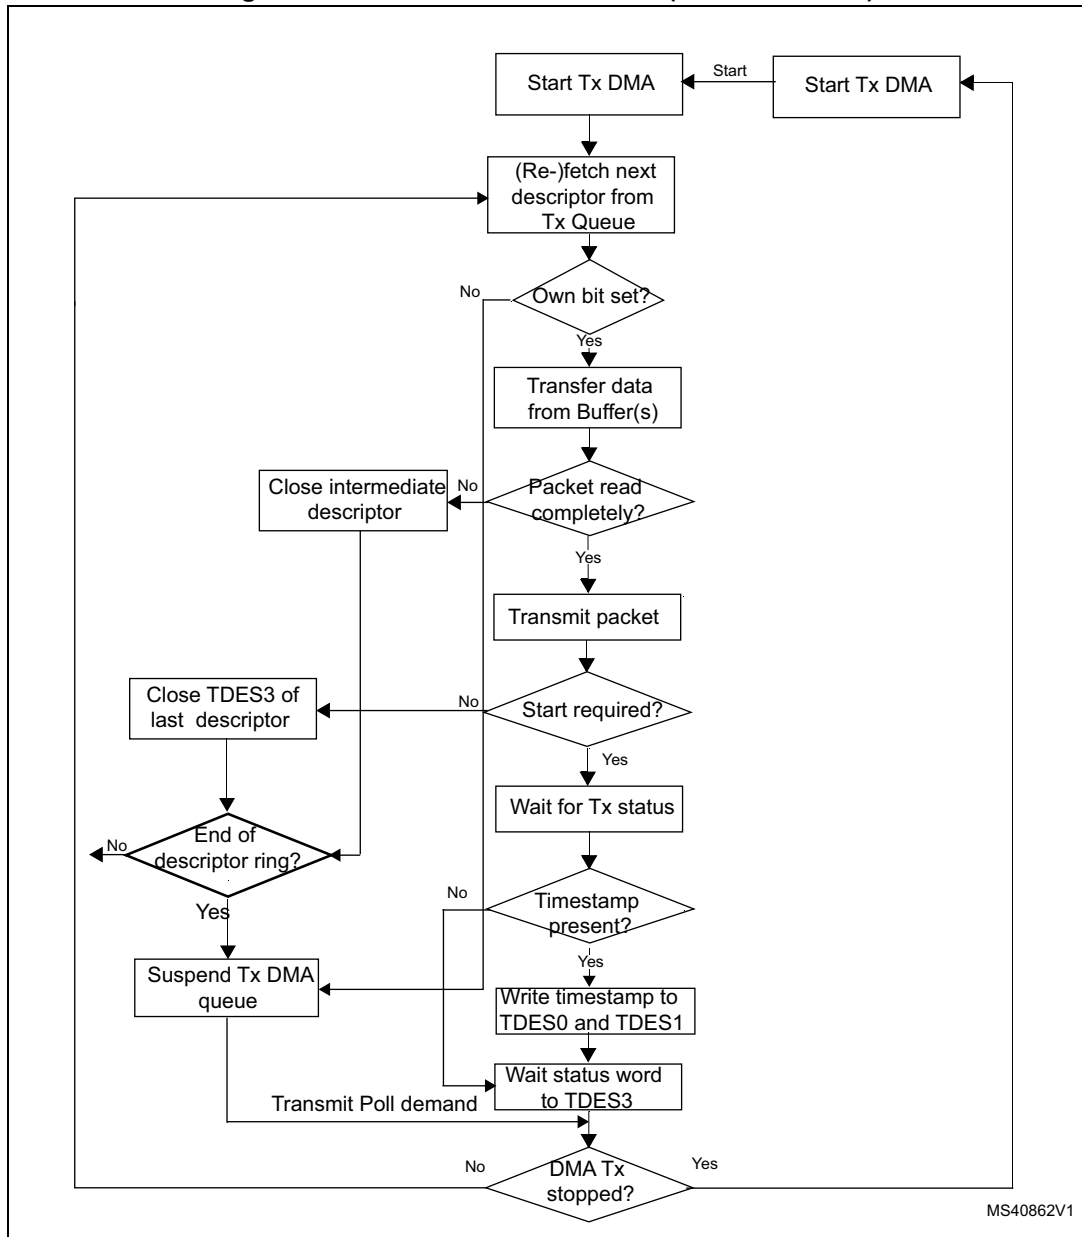 Start Tx DMA
Start
Start Tx DMA
(Re-)fetch next
descriptor from
Tx Queue
No
Own bit set?
Yes
Transfer data
from Buffer(s)
Close intermediate
descriptor
No
Packet read
completely?
Yes
Transmit packet
Close TDES3 of
last descriptor
No
Start required?
Yes
Wait for Tx status
No
End of
descriptor ring?
Yes
No
Timestamp
present?
Yes
Suspend Tx DMA
queue
Write timestamp to
TDES0 and TDES1
Wait status word
to TDES3
Transmit Poll demand
No
DMA Tx
stopped?
Yes
MS40862V1